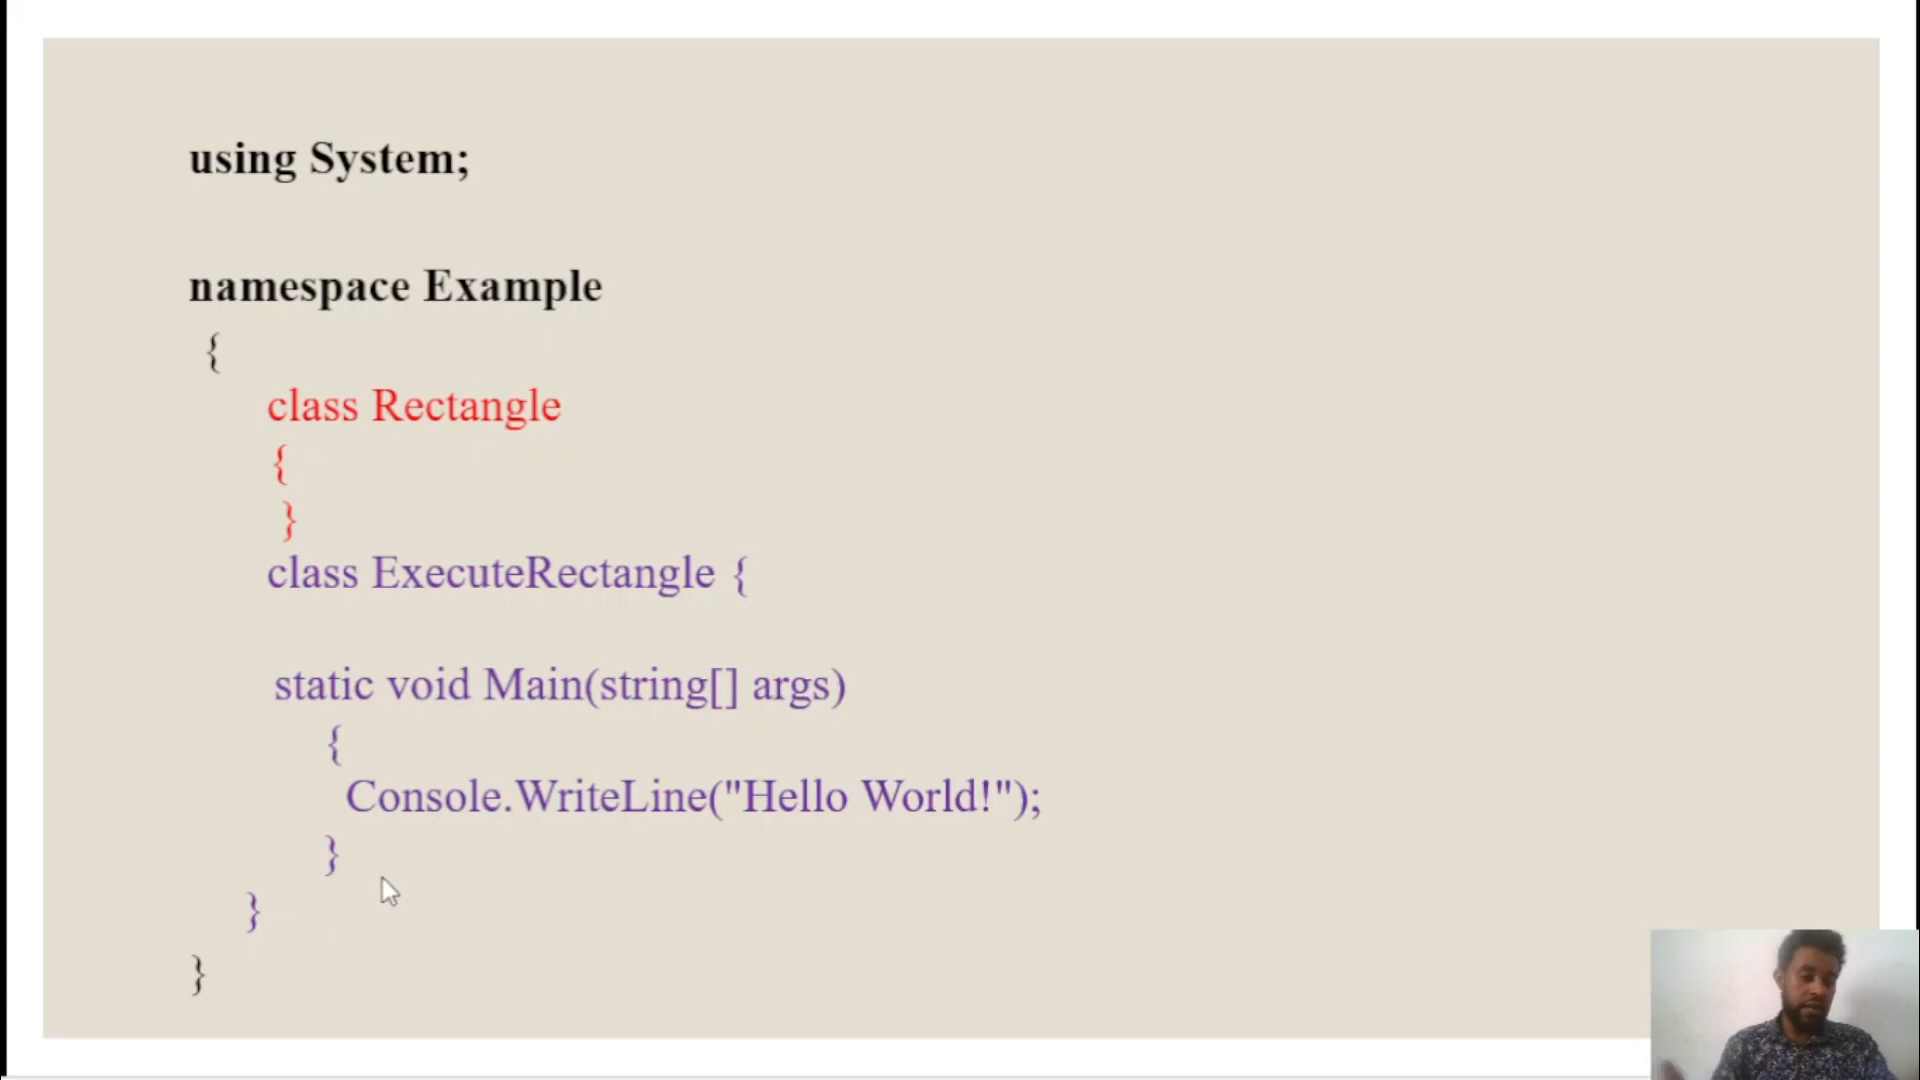 using System;
namespace Example
{
class Rectangle
{
}
class ExecuteRectangle {
static void Main(string[] args)
{
Console.WriteLine("Hello World!");
}
}
}